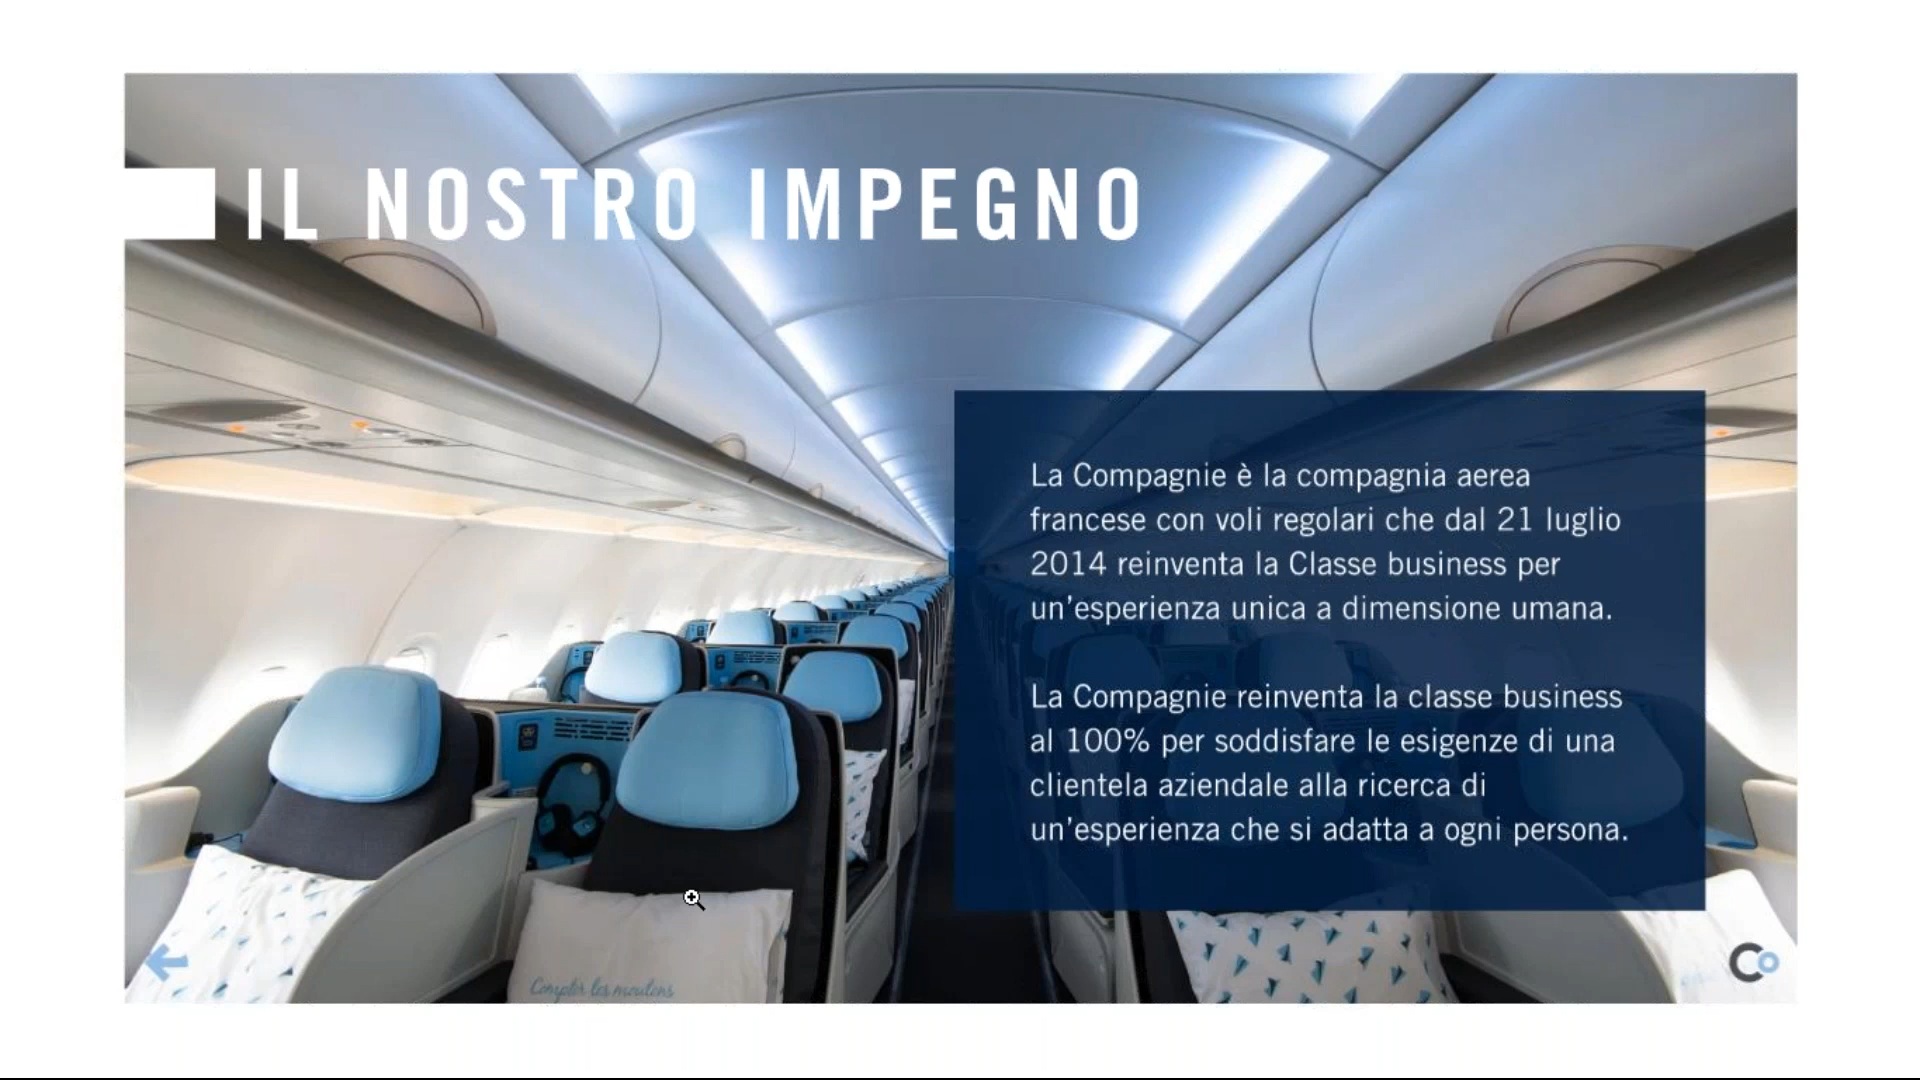 IL NOSTRO IMPEGNO
La Compagnie è la compagnia aerea
francese con voli regolari che dal 21 luglio
2014 reinventa la Classe business per
un'esperienza unica a dimensione umana.
La Compagnie reinventa la classe business
al 100% per soddisfare le esigenze di una
clientela aziendale alla ricerca di
un'esperienza che si adatta a ogni persona.
Compter les moutons
Co